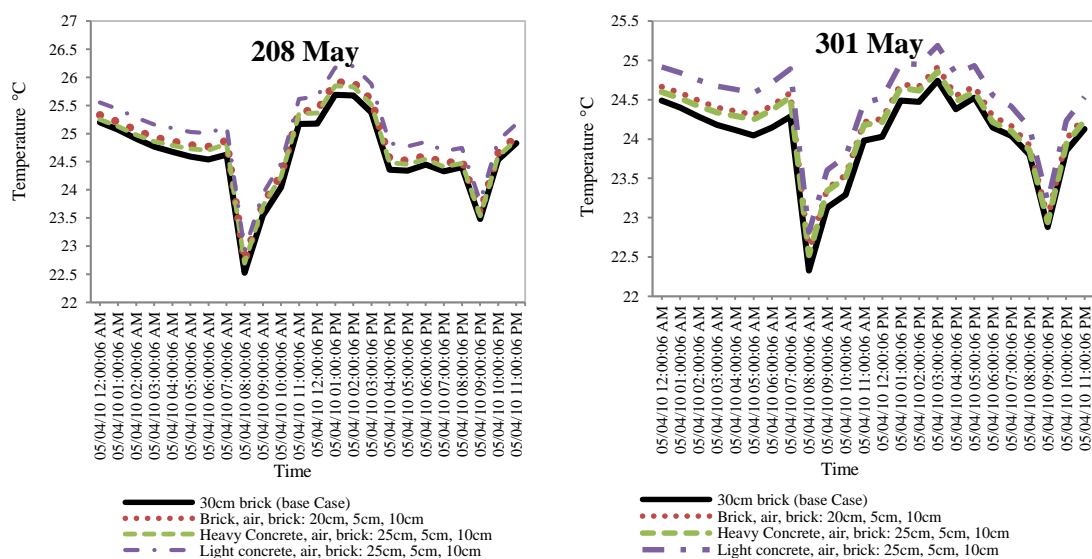 208 May
Temperature °C
27
26.5
26
25.5
25
24.5
24
23.5
23
22.5
22
05/04/10 12:00:06 AM
05/04/10 01:00:06 AM
05/04/10 02:00:06 AM
05/04/10 03:00:06 AM
05/04/10 04:00:06 AM
05/04/10 05:00:06 AM
05/04/10 06:00:06 AM
05/04/10 07:00:06 AM
05/04/10 08:00:06 AM
05/04/10 09:00:06 AM
05/04/10 10:00:06 AM
05/04/10 11:00:06 AM
05/04/10 12:00:06 PM
05/04/10 01:00:06 PM
05/04/10 02:00:06 PM
05/04/10 03:00:06 PM
05/04/10 04:00:06 PM
05/04/10 05:00:06 PM
05/04/10 06:00:06 PM
05/04/10 07:00:06 PM
05/04/10 08:00:06 PM
05/04/10 09:00:06 PM
05/04/10 10:00:06 PM
05/04/10 11:00:06 PM
Time
30cm brick (base Case)
Brick, air, brick: 20cm, 5cm, 10cm
Heavy Concrete, air, brick: 25cm, 5cm, 10cm
Light concrete, air, brick: 25cm, 5cm, 10cm
301 May
Temperature °C
25.5
25
24.5
24
23.5
23
22.5
22
05/04/10 12:00:06 AM
05/04/10 01:00:06 AM
05/04/10 02:00:06 AM
05/04/10 03:00:06 AM
05/04/10 04:00:06 AM
05/04/10 05:00:06 AM
05/04/10 06:00:06 AM
05/04/10 07:00:06 AM
05/04/10 08:00:06 AM
05/04/10 09:00:06 AM
05/04/10 10:00:06 AM
05/04/10 11:00:06 AM
05/04/10 12:00:06 PM
05/04/10 01:00:06 PM
05/04/10 02:00:06 PM
05/04/10 03:00:06 PM
05/04/10 04:00:06 PM
05/04/10 05:00:06 PM
05/04/10 06:00:06 PM
05/04/10 07:00:06 PM
05/04/10 08:00:06 PM
05/04/10 09:00:06 PM
05/04/10 10:00:06 PM
05/04/10 11:00:06 PM
Time
30cm brick (base Case)
Brick, air, brick: 20cm, 5cm, 10cm
Heavy Concrete, air, brick: 25cm, 5cm, 10cm
Light concrete, air, brick: 25cm, 5cm, 10cm